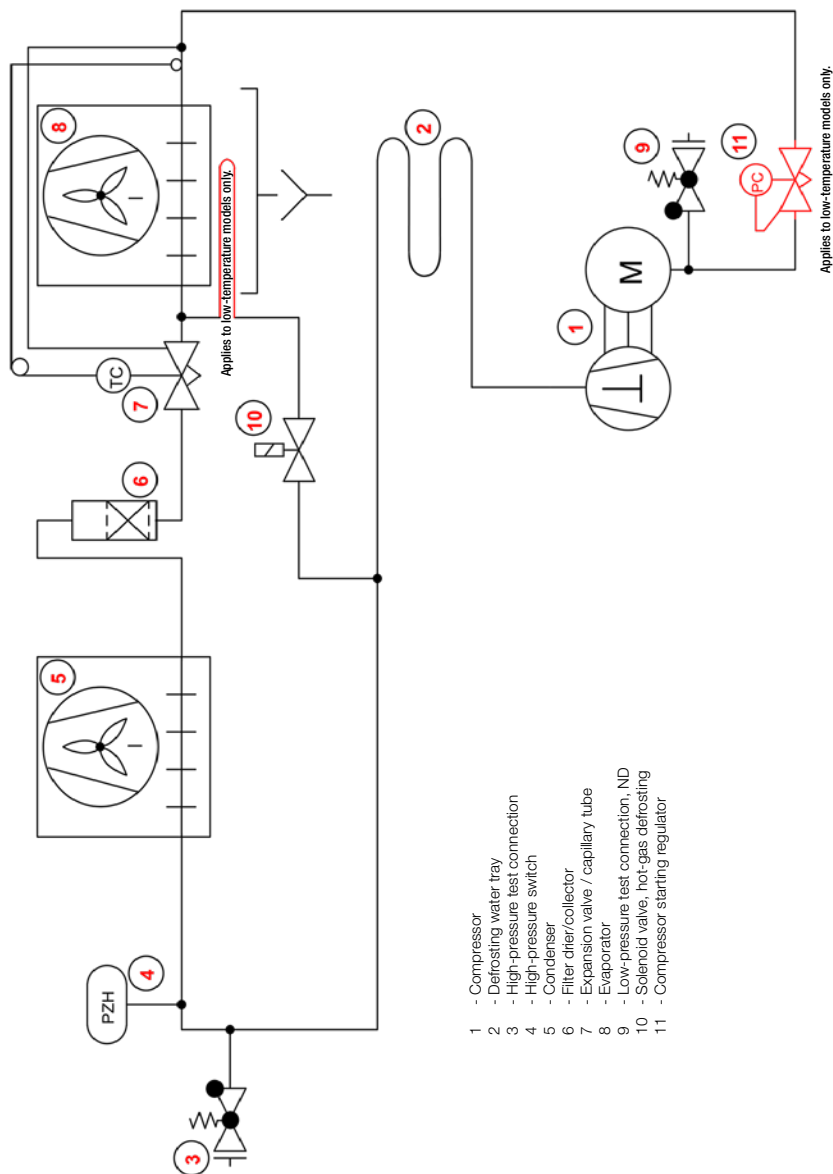 5
8
PZH
TC
4
6
7
3
Applies to low-temperature models only.
10
2
1 - Compressor
2 - Defrosting water tray
3 - High-pressure test connection
4 - High-pressure switch
5 - Condenser
6 - Filter drier/collector
7 - Expansion valve / capillary tube
8 - Evaporator
9 - Low-pressure test connection, ND
10 - Solenoid valve, hot-gas defrosting
11 - Compressor starting regulator
1
M
9
11
PC
Applies to low-temperature models only.